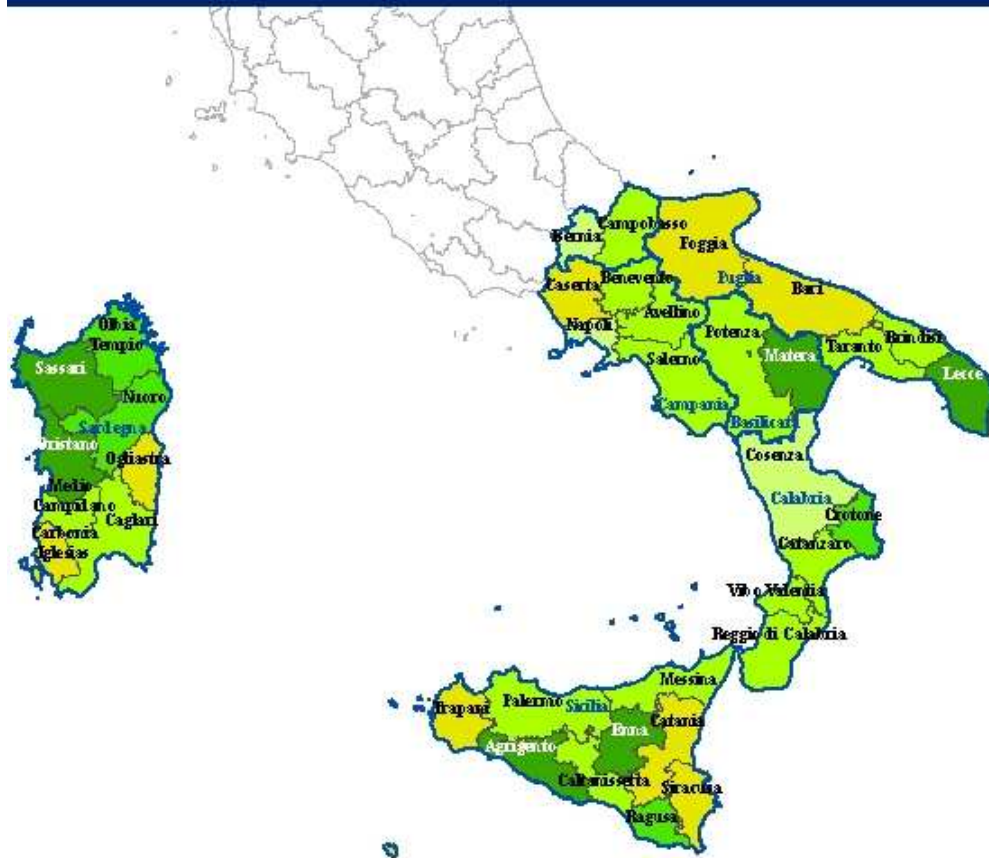 Campobasso
Bernia
Foggia
Puglia
Bari
Caserta
Benevento
Napoli
Avellino
Potenza
Salerno
Matera
Taranto
Brindisi
Lecce
Campania
Basilicata
Olbia
Tempio
Sassari
Nuoro
Sardegna
Oristano
Ogliastra
Medio
Campidano
Cagliari
Carbonia
Iglesias
Cosenza
Calabria
Crotone
Catanzaro
Vibo Valentia
Reggio di Calabria
Messina
Palermo
Sicilia
Trapani
Catania
Enna
Agrigento
Caltanissetta
Siracusa
Ragusa